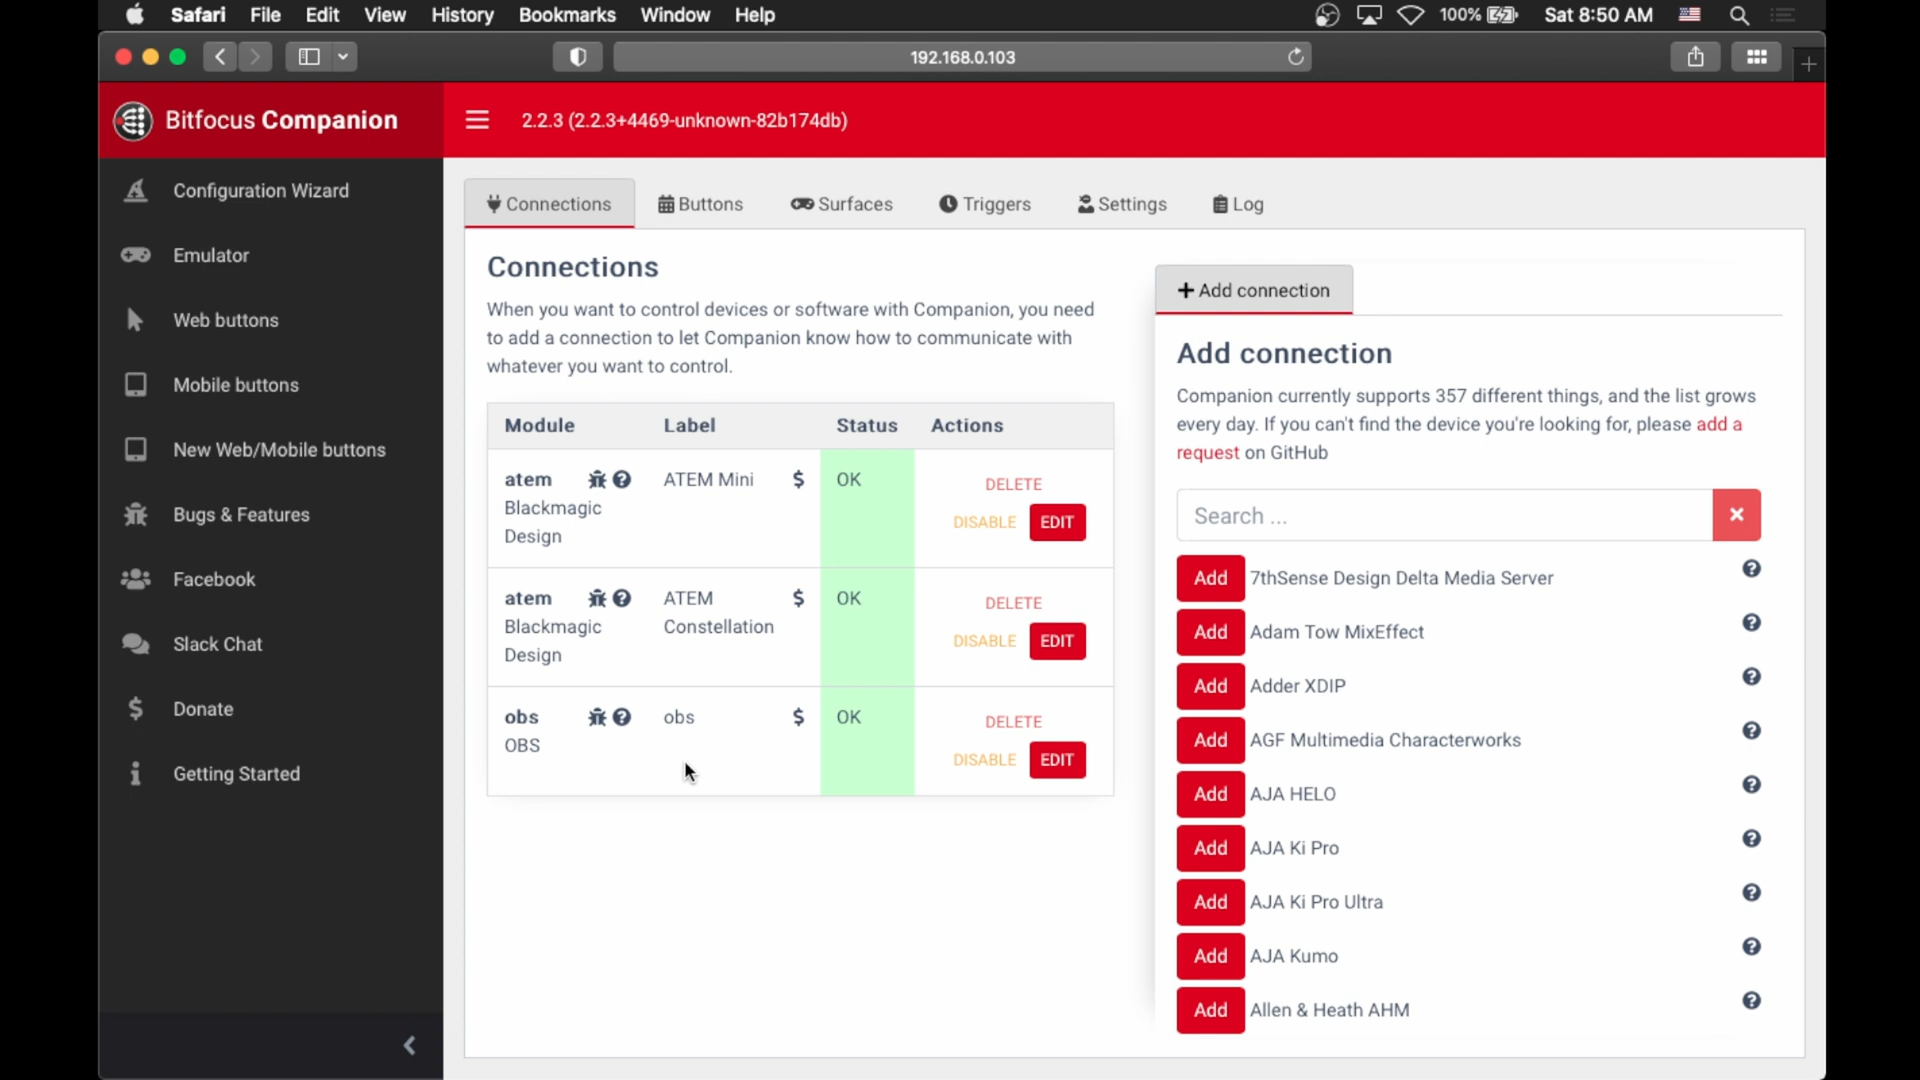 Safari File Edit View History Bookmarks Window Help 100% Sat 8:50 AM
192.168.0.103
Bitfocus Companion
2.2.3 (2.2.3+4469-unknown-82b174db)
Configuration Wizard
Emulator
Web buttons
Mobile buttons
New Web/Mobile buttons
Bugs & Features
Facebook
Slack Chat
Donate
Getting Started
Connections Buttons Surfaces Triggers Settings Log
Connections
When you want to control devices or software with Companion, you need
to add a connection to let Companion know how to communicate with
whatever you want to control.
Module Label Status Actions
atem ATEM Mini $ OK DELETE
Blackmagic DISABLE EDIT
Design
atem ATEM $ OK DELETE
Blackmagic Constellation DISABLE EDIT
Design
obs obs $ OK DELETE
OBS DISABLE EDIT
+ Add connection
Add connection
Companion currently supports 357 different things, and the list grows
every day. If you can't find the device you're looking for, please add a
request on GitHub
Search ...
Add 7thSense Design Delta Media Server
Add Adam Tow MixEffect
Add Adder XDIP
Add AGF Multimedia Characterworks
Add AJA HELO
Add AJA Ki Pro
Add AJA Ki Pro Ultra
Add AJA Kumo
Add Allen & Heath AHM